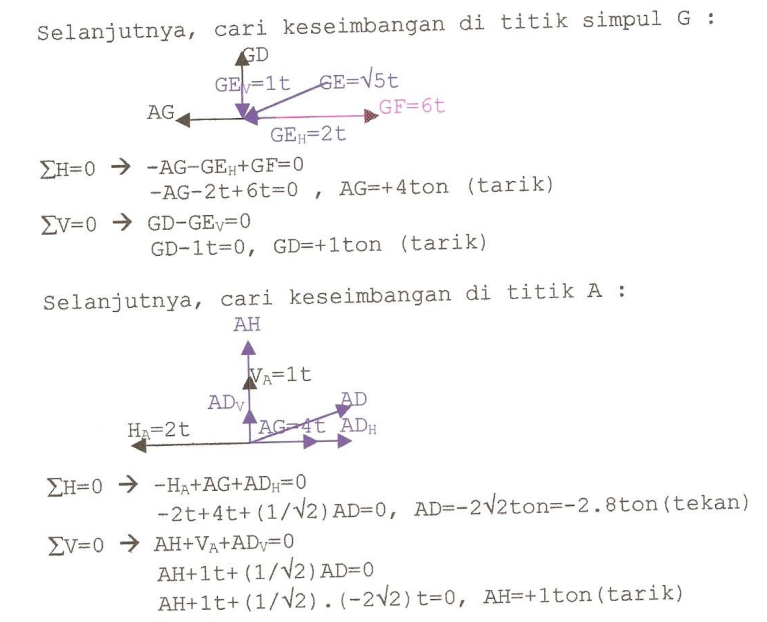 Selanjutnya, cari keseimbangan di titik simpul G :
GD
GEV=1t GE=√5t
AG GF=6t
GEH=2t
∑H=0 → -AG-GEH+GF=0
-AG-2t+6t=0 , AG=+4ton (tarik)
∑V=0 → GD-GEV=0
GD-1t=0, GD=+1ton (tarik)
Selanjutnya, cari keseimbangan di titik A :
AH
VA=1t
ADV AD
HA=2t AG=4t ADH
∑H=0 → -HA+AG+ADH=0
-2t+4t+(1/√2)AD=0, AD=-2√2ton=-2.8ton(tekan)
∑V=0 → AH+VA+ADV=0
AH+1t+(1/√2)AD=0
AH+1t+(1/√2).(-2√2)t=0, AH=+1ton(tarik)